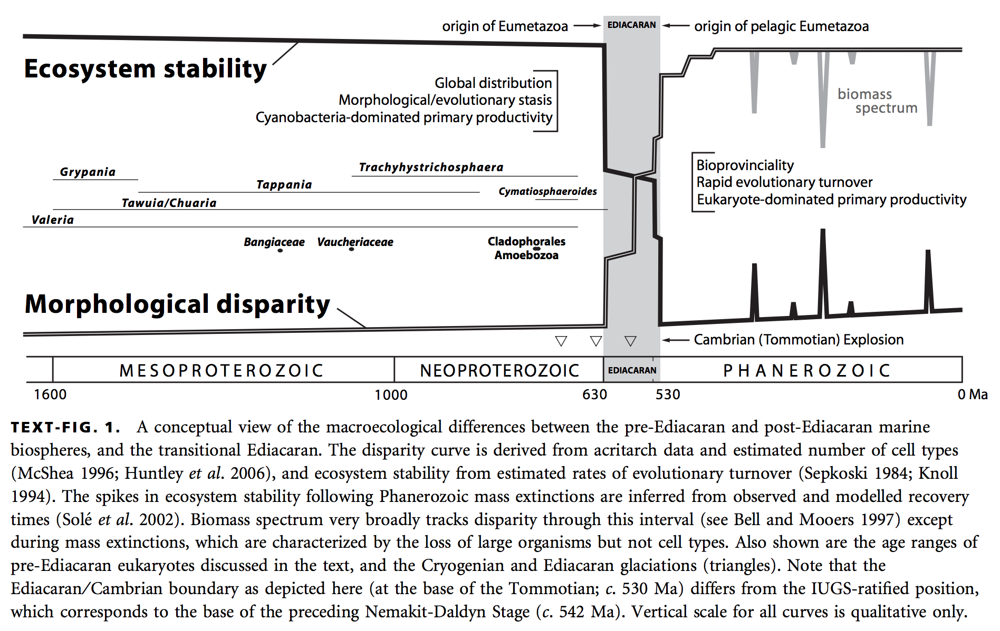 origin of Eumetazoa
EDIACARAN
origin of pelagic Eumetazoa
Ecosystem stability
Global distribution
Morphological/evolutionary stasis
Cyanobacteria-dominated primary productivity
biomass
spectrum
Bioprovinciality
Rapid evolutionary turnover
Eukaryote-dominated primary productivity
Grypania
Trachyhystrichosphaera
Tappania
Cymatiosphaeroides
Tawuia/Chuaria
Valeria
Bangiaceae
Vaucheriaceae
Cladophorales
Amoebozoa
Morphological disparity
Cambrian (Tommotian) Explosion
MESOPROTEROZOIC
NEOPROTEROZOIC
EDIACARAN
PHANEROZOIC
1600
1000
630
530
0 Ma
TEXT-FIG. 1. A conceptual view of the macroecological differences between the pre-Ediacaran and post-Ediacaran marine
biospheres, and the transitional Ediacaran. The disparity curve is derived from acritarch data and estimated number of cell types
(McShea 1996; Huntley et al. 2006), and ecosystem stability from estimated rates of evolutionary turnover (Sepkoski 1984; Knoll
1994). The spikes in ecosystem stability following Phanerozoic mass extinctions are inferred from observed and modelled recovery
times (Solé et al. 2002). Biomass spectrum very broadly tracks disparity through this interval (see Bell and Mooers 1997) except
during mass extinctions, which are characterized by the loss of large organisms but not cell types. Also shown are the age ranges of
pre-Ediacaran eukaryotes discussed in the text, and the Cryogenian and Ediacaran glaciations (triangles). Note that the
Ediacaran/Cambrian boundary as depicted here (at the base of the Tommotian; c. 530 Ma) differs from the IUGS-ratified position,
which corresponds to the base of the preceding Nemakit-Daldyn Stage (c. 542 Ma). Vertical scale for all curves is qualitative only.